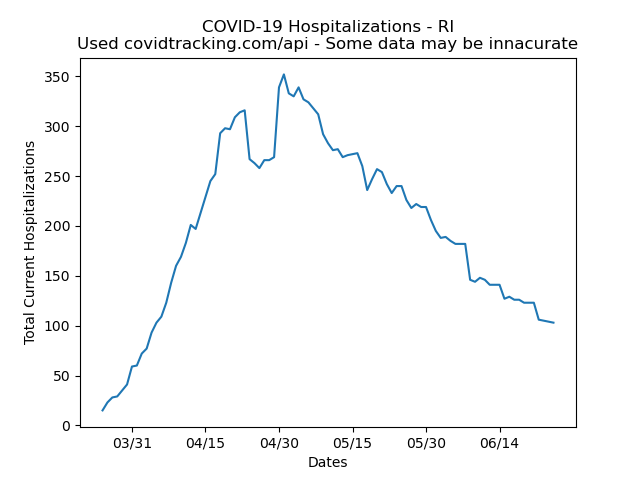 COVID-19 Hospitalizations - RI
Used covidtracking.com/api - Some data may be innacurate
Total Current Hospitalizations
350
300
250
200
150
100
50
0
03/31 04/15 04/30 05/15 05/30 06/14
Dates